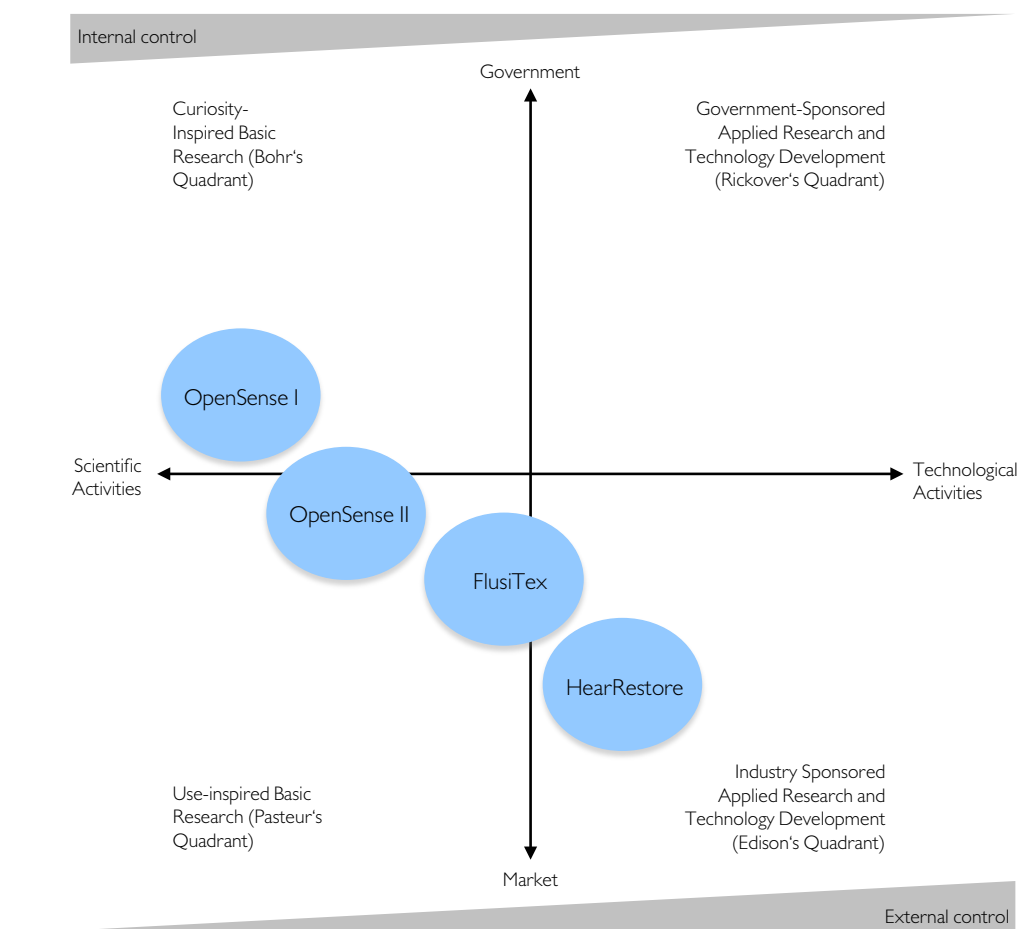 Internal control
Government
Curiosity-
Inspired Basic
Research (Bohr‘s
Quadrant)
Government-Sponsored
Applied Research and
Technology Development
(Rickover‘s Quadrant)
OpenSense I
Scientific
Activities
Technological
Activities
OpenSense II
FlusiTex
HearRestore
Use-inspired Basic
Research (Pasteur‘s
Quadrant)
Industry Sponsored
Applied Research and
Technology Development
(Edison‘s Quadrant)
Market
External control